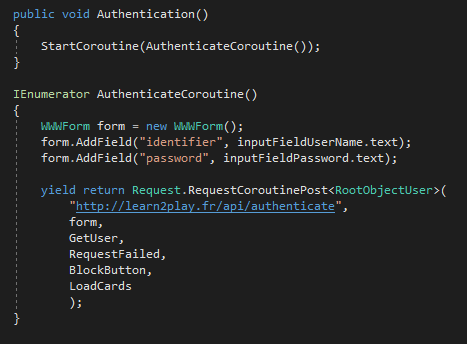 public void Authentication()
{
StartCoroutine(AuthenticateCoroutine());
}
IEnumerator AuthenticateCoroutine()
{
WWWForm form = new WWWForm();
form.AddField("identifier", inputFieldUserName.text);
form.AddField("password", inputFieldPassword.text);
yield return Request.RequestCoroutinePost<RootObjectUser>(
"http://learn2play.fr/api/authenticate",
form,
GetUser,
RequestFailed,
BlockButton,
LoadCards
);
}